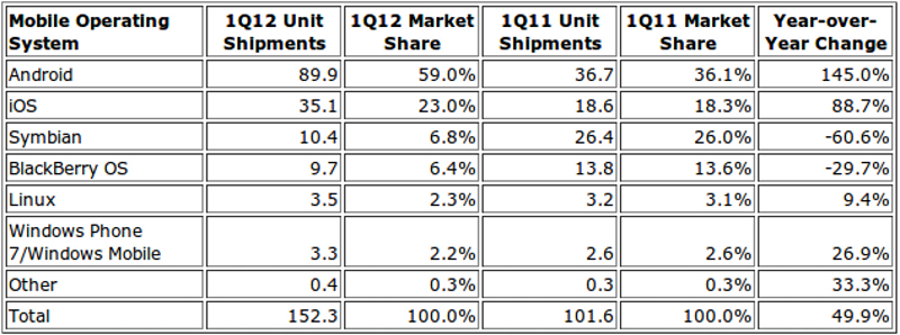 Mobile Operating System 1Q12 Unit Shipments 1Q12 Market Share 1Q11 Unit Shipments 1Q11 Market Share Year-over-Year Change
Android 89.9 59.0% 36.7 36.1% 145.0%
iOS 35.1 23.0% 18.6 18.3% 88.7%
Symbian 10.4 6.8% 26.4 26.0% -60.6%
BlackBerry OS 9.7 6.4% 13.8 13.6% -29.7%
Linux 3.5 2.3% 3.2 3.1% 9.4%
Windows Phone 7/Windows Mobile 3.3 2.2% 2.6 2.6% 26.9%
Other 0.4 0.3% 0.3 0.3% 33.3%
Total 152.3 100.0% 101.6 100.0% 49.9%